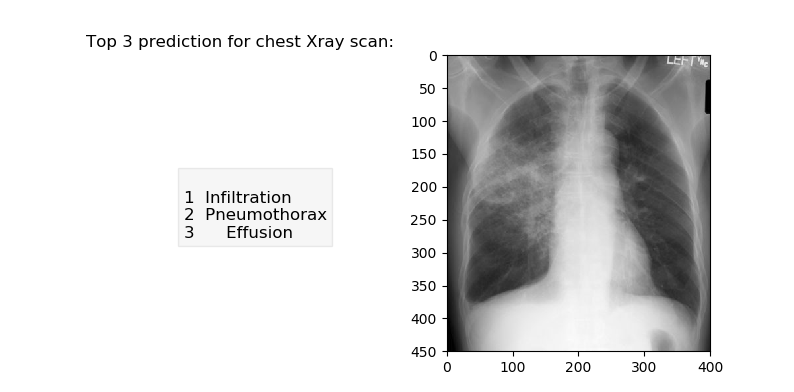 Top 3 prediction for chest Xray scan:
1 Infiltration
2 Pneumothorax
3 Effusion
LEFT
0
50
100
150
200
250
300
350
400
450
0 100 200 300 400